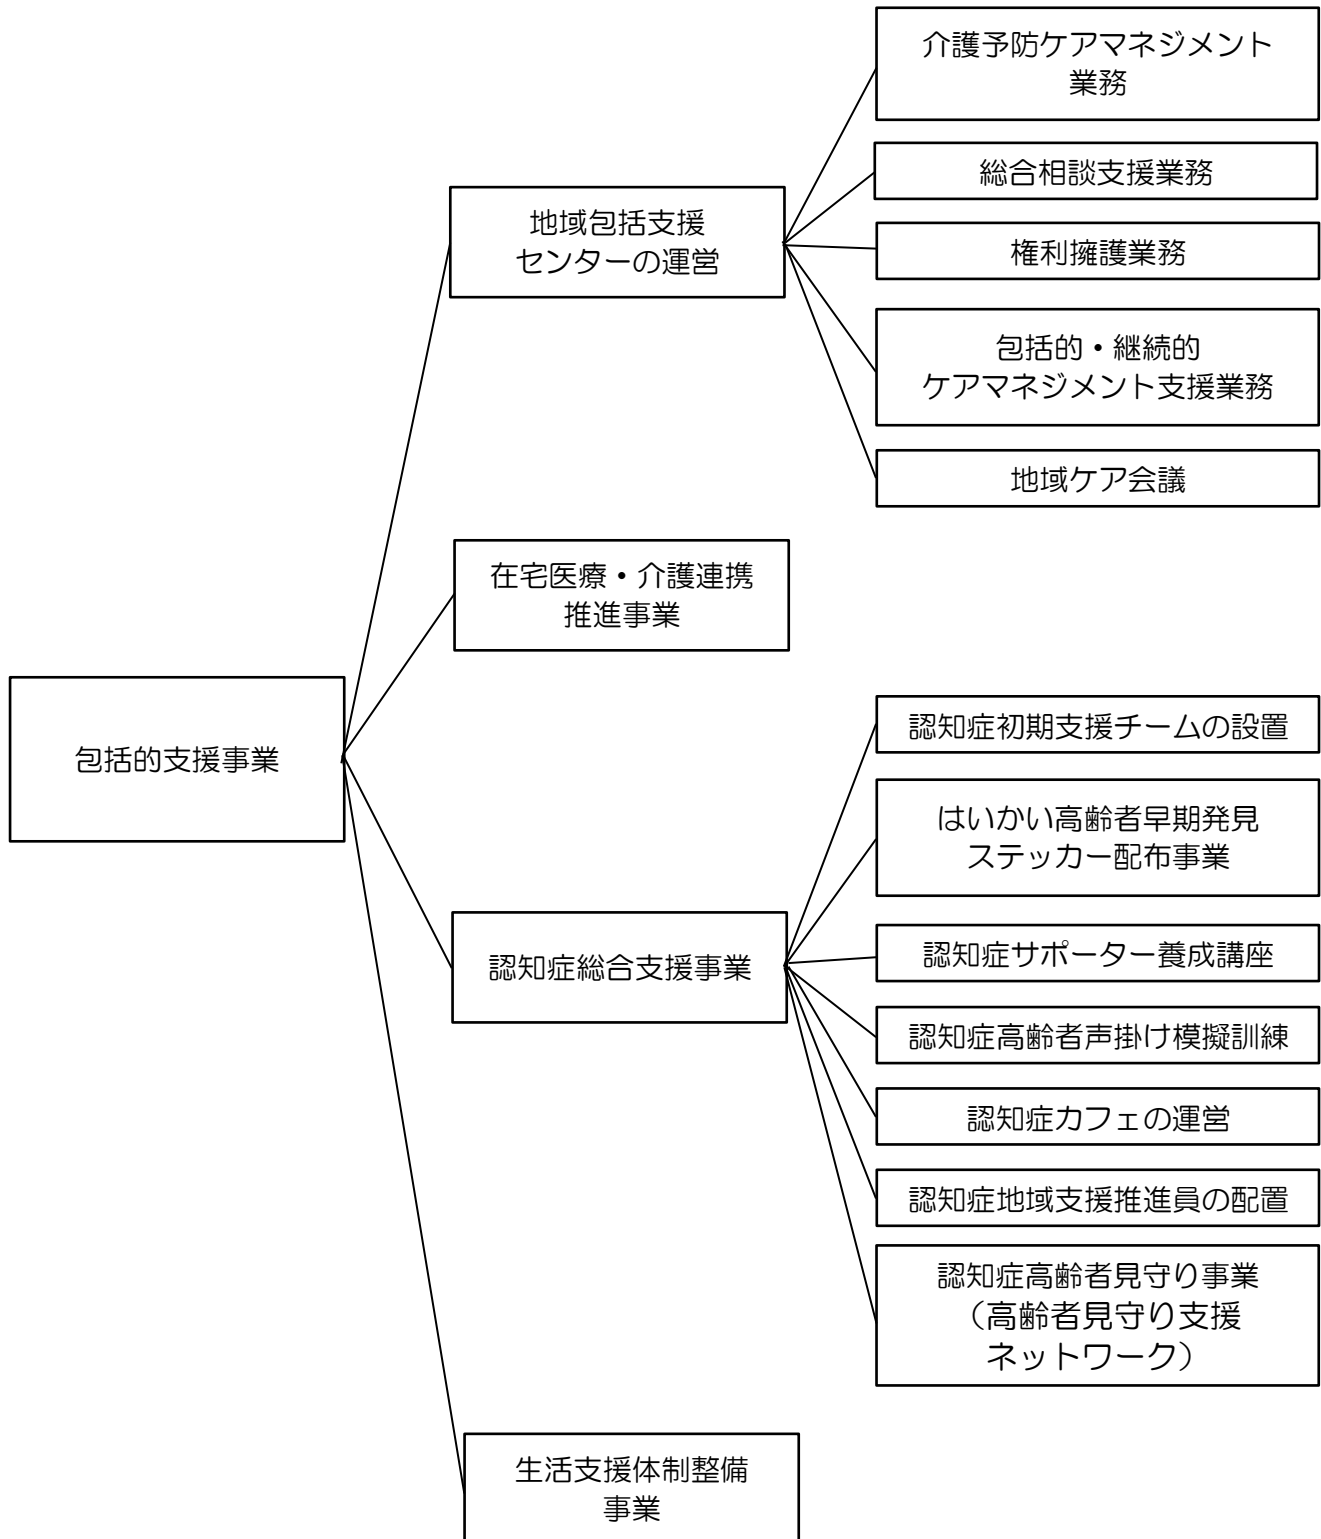 包括的支援事業
地域包括支援
センターの運営
介護予防ケアマネジメント
業務
総合相談支援業務
権利擁護業務
包括的・継続的
ケアマネジメント支援業務
地域ケア会議
在宅医療・介護連携
推進事業
認知症総合支援事業
認知症初期支援チームの設置
はいかい高齢者早期発見
ステッカー配布事業
認知症サポーター養成講座
認知症高齢者声掛け模擬訓練
認知症カフェの運営
認知症地域支援推進員の配置
認知症高齢者見守り事業
（高齢者見守り支援
ネットワーク）
生活支援体制整備
事業